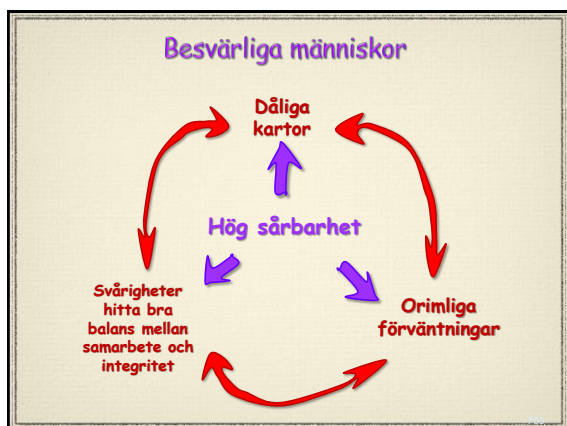 Besvärliga människor
Dåliga
kartor
Hög sårbarhet
Svårigheter
hitta bra
balans mellan
samarbete och
integritet
Orimliga
förväntningar